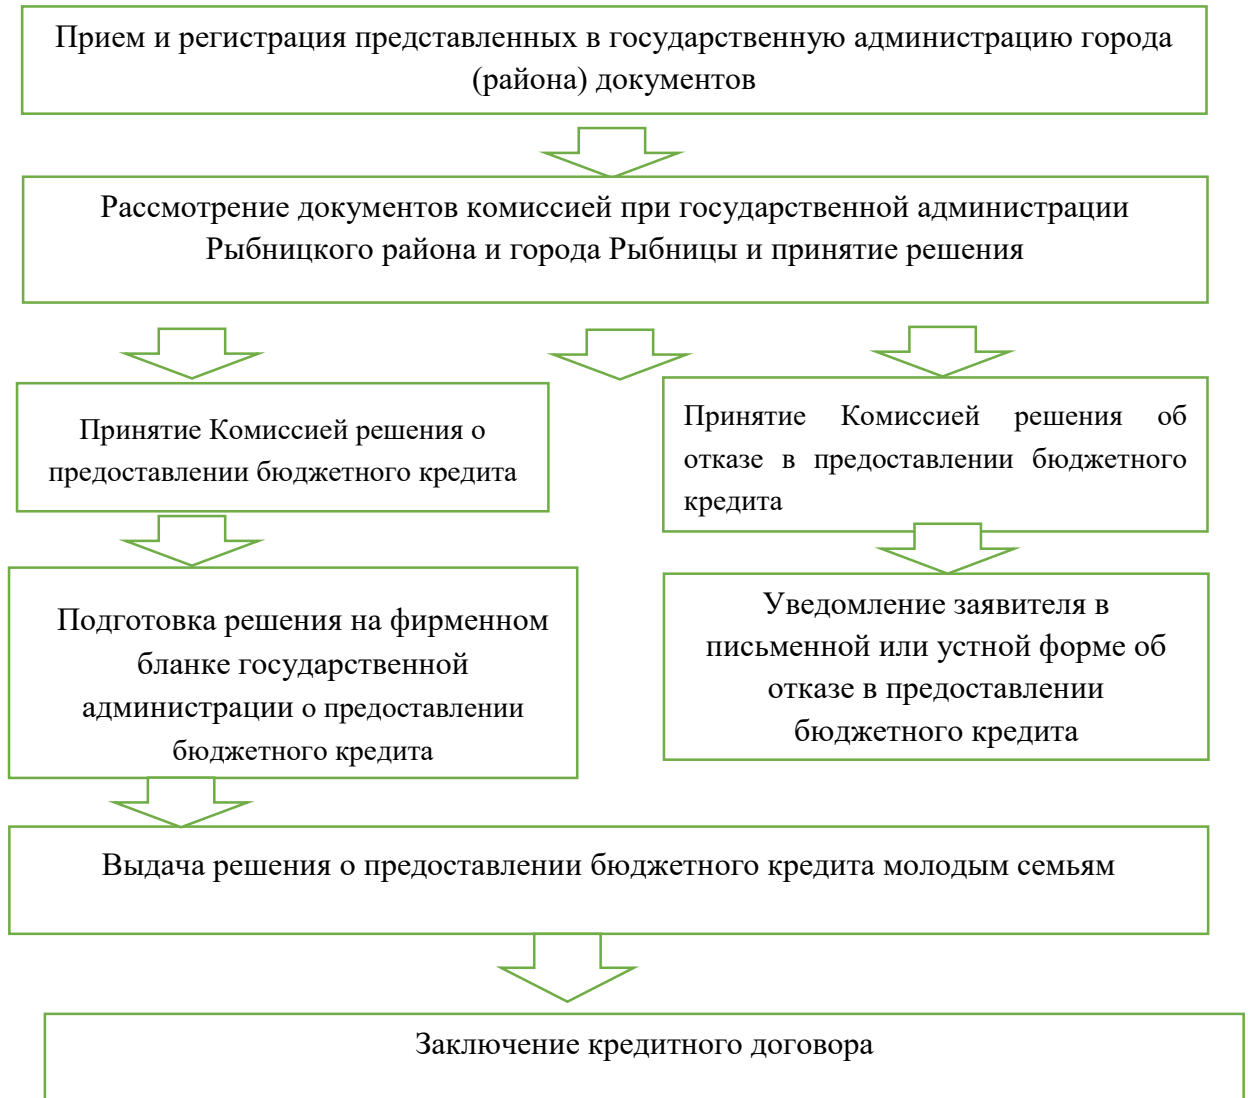 Прием и регистрация представленных в государственную администрацию города
(района) документов
Рассмотрение документов комиссией при государственной администрации
Рыбницкого района и города Рыбницы и принятие решения
Принятие Комиссией решения о
предоставлении бюджетного кредита
Принятие Комиссией решения об
отказе в предоставлении бюджетного
кредита
Подготовка решения на фирменном
бланке государственной
администрации о предоставлении
бюджетного кредита
Уведомление заявителя в
письменной или устной форме об
отказе в предоставлении
бюджетного кредита
Выдача решения о предоставлении бюджетного кредита молодым семьям
Заключение кредитного договора